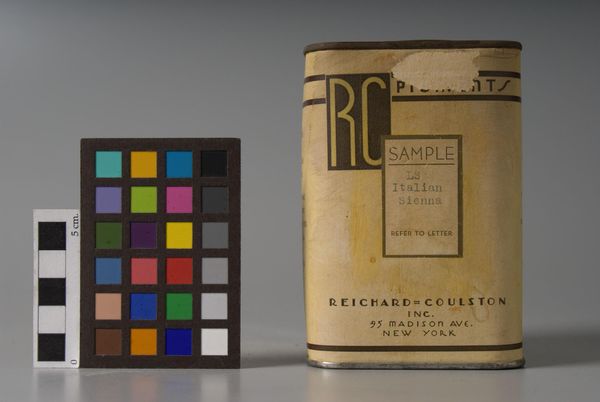 RC
PIGMENTS
SAMPLE
LS
Italian
Sienna
REFER TO LETTER
REICHARD=COULSTON
INC.
95 MADISON AVE.
NEW YORK
5 cm.
0